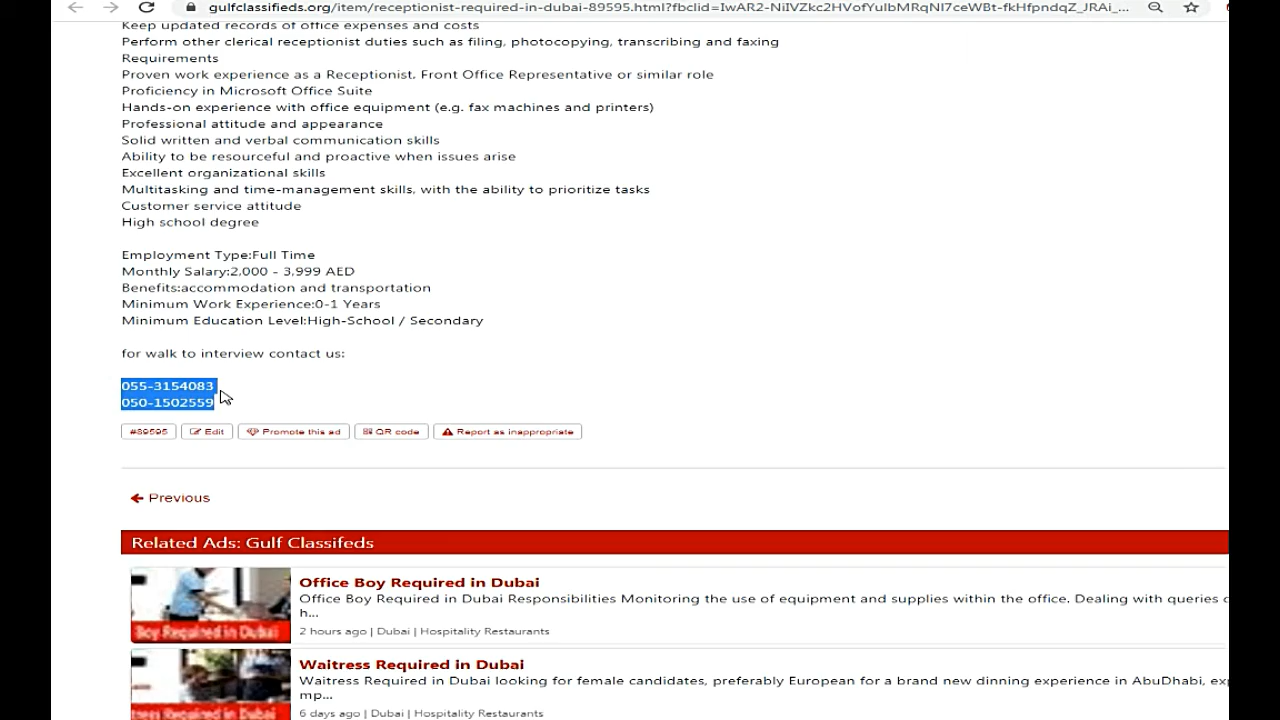 gulfclassifieds.org/item/receptionist-required-in-dubai-89595.html?fbclid=IwAR2-NiIVZkc2HVofYulbMRqNI7ceWBt-fkHfpndqZ_JRAi_...
Keep updated records of office expenses and costs
Perform other clerical receptionist duties such as filing, photocopying, transcribing and faxing
Requirements
Proven work experience as a Receptionist, Front Office Representative or similar role
Proficiency in Microsoft Office Suite
Hands-on experience with office equipment (e.g. fax machines and printers)
Professional attitude and appearance
Solid written and verbal communication skills
Ability to be resourceful and proactive when issues arise
Excellent organizational skills
Multitasking and time-management skills, with the ability to prioritize tasks
Customer service attitude
High school degree
Employment Type:Full Time
Monthly Salary:2,000 - 3,999 AED
Benefits:accommodation and transportation
Minimum Work Experience:0-1 Years
Minimum Education Level:High-School / Secondary
for walk to interview contact us:
055-3154083
050-1502559
#89595 Edit Promote this ad QR code Report as inappropriate
Previous
Related Ads: Gulf Classifeds
Office Boy Required in Dubai
Office Boy Required in Dubai Responsibilities Monitoring the use of equipment and supplies within the office. Dealing with queries
h...
Boy Required in Dubai
2 hours ago | Dubai | Hospitality Restaurants
Waitress Required in Dubai
Waitress Required in Dubai looking for female candidates, preferably European for a brand new dinning experience in AbuDhabi,
mp...
Required in Dubai
6 days ago | Dubai | Hospitality Restaurants